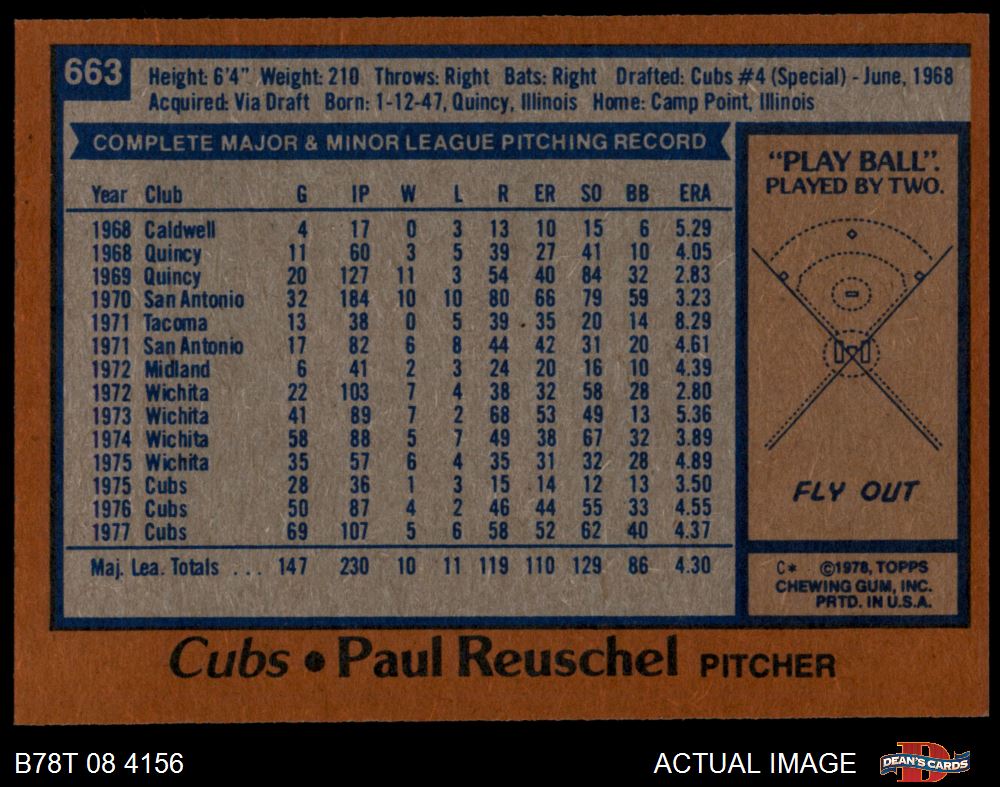 663
Height: 6'4" Weight: 210 Throws: Right Bats: Right Drafted: Cubs #4 (Special) - June, 1968
Acquired: Via Draft Born: 1-12-47, Quincy, Illinois Home: Camp Point, Illinois
COMPLETE MAJOR & MINOR LEAGUE PITCHING RECORD
Year Club G IP W L R ER SO BB ERA
1968 Caldwell 4 17 0 3 13 10 15 6 5.29
1968 Quincy 11 60 3 5 39 27 41 10 4.05
1969 Quincy 20 127 11 3 54 40 84 32 2.83
1970 San Antonio 32 184 10 10 80 66 79 59 3.23
1971 Tacoma 13 38 0 5 39 35 20 14 8.29
1971 San Antonio 17 82 6 8 44 42 31 20 4.61
1972 Midland 6 41 2 3 24 20 16 10 4.39
1972 Wichita 22 103 7 4 38 32 58 28 2.80
1973 Wichita 41 89 7 2 68 53 49 13 5.36
1974 Wichita 58 88 5 7 49 38 67 32 3.89
1975 Wichita 35 57 6 4 35 31 32 28 4.89
1975 Cubs 28 36 1 3 15 14 12 13 3.50
1976 Cubs 50 87 4 2 46 44 55 33 4.55
1977 Cubs 69 107 5 6 58 52 62 40 4.37
Maj. Lea. Totals . . . 147 230 10 11 119 110 129 86 4.30
"PLAY BALL".
PLAYED BY TWO.
FLY OUT
C* ©1978, TOPPS
CHEWING GUM, INC.
PRTD. IN U.S.A.
Cubs • Paul Reuschel PITCHER
B78T 08 4156
ACTUAL IMAGE
D
DEAN'S CARDS